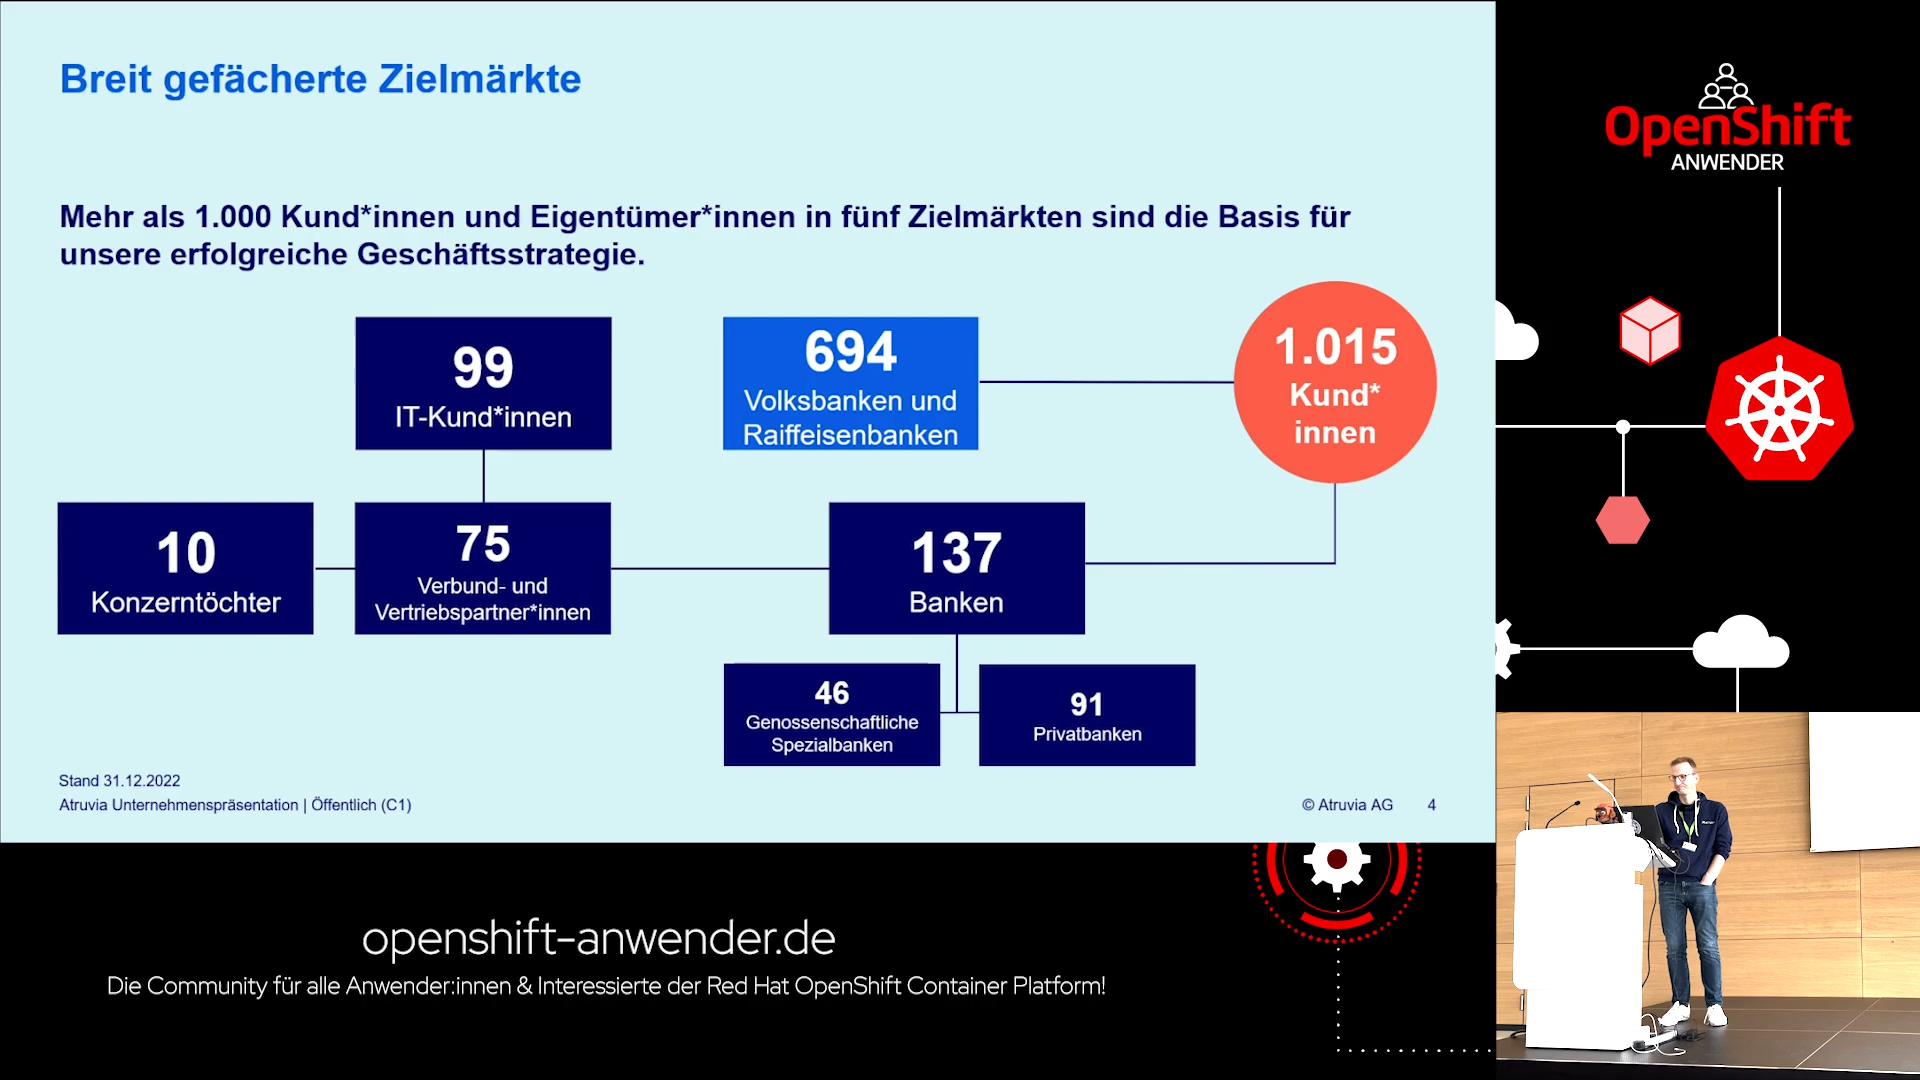 Breit gefächerte Zielmärkte
Mehr als 1.000 Kund*innen und Eigentümer*innen in fünf Zielmärkten sind die Basis für
unsere erfolgreiche Geschäftsstrategie.
99
IT-Kund*innen
694
Volksbanken und
Raiffeisenbanken
1.015
Kund*
innen
10
Konzerntöchter
75
Verbund- und
Vertriebspartner*innen
137
Banken
46
Genossenschaftliche
Spezialbanken
91
Privatbanken
Stand 31.12.2022
Atruvia Unternehmenspräsentation | Öffentlich (C1)
© Atruvia AG 4
OpenShift
ANWENDER
openshift-anwender.de
Die Community für alle Anwender:innen & Interessierte der Red Hat OpenShift Container Platform!